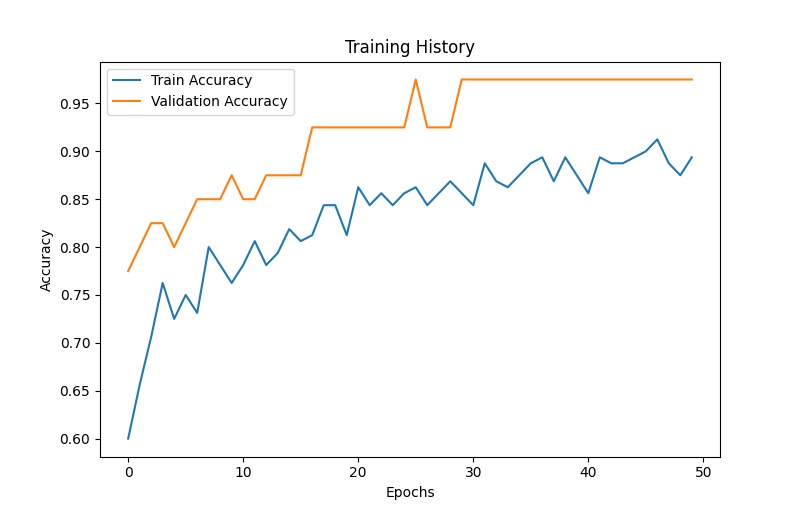 Training History
Train Accuracy
Validation Accuracy
Accuracy
0.95
0.90
0.85
0.80
0.75
0.70
0.65
0.60
0 10 20 30 40 50
Epochs